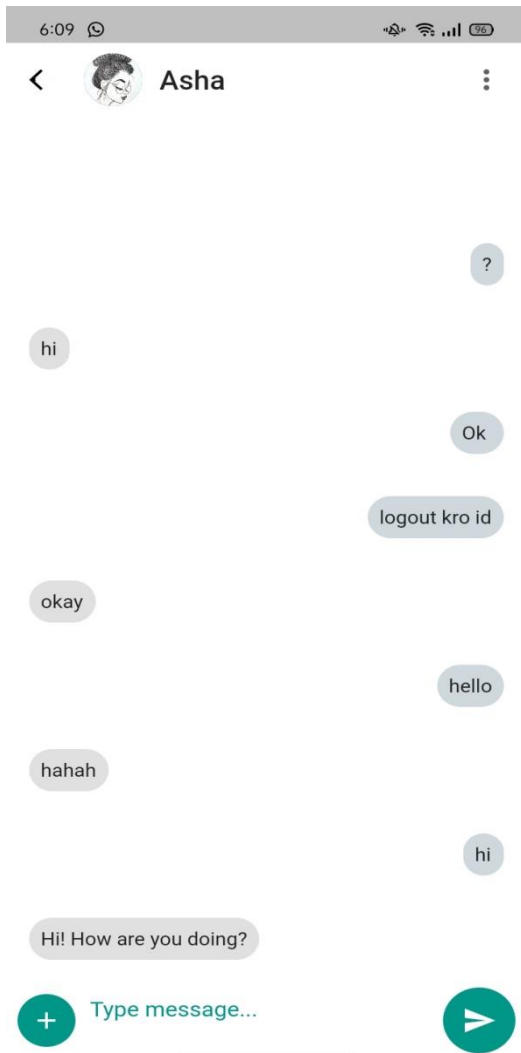 6:09
96
Asha
?
hi
Ok
logout kro id
okay
hello
hahah
hi
Hi! How are you doing?
Type message...